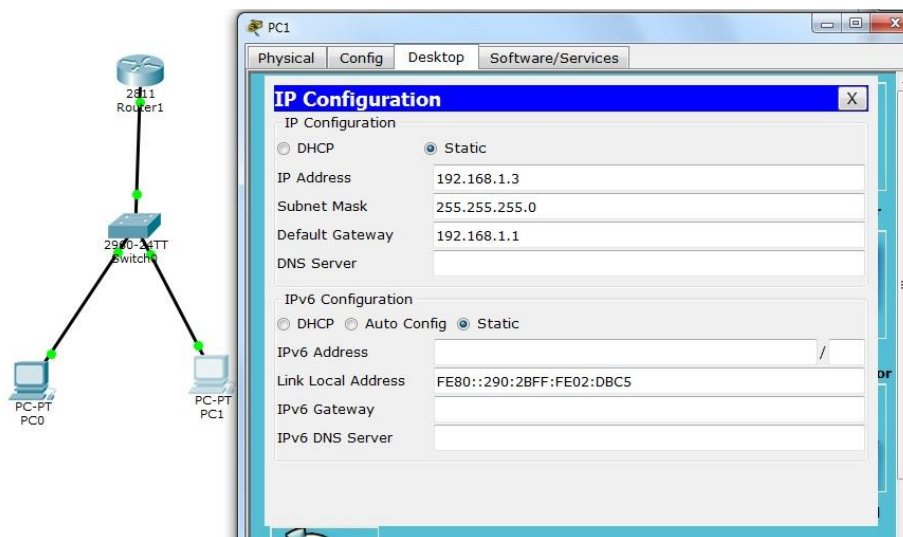 2811
Router1
2960-24TT
Switch0
PC-PT
PC0
PC-PT
PC1
PC1
X
Physical
Config
Desktop
Software/Services
IP Configuration
X
IP Configuration
DHCP
Static
IP Address
192.168.1.3
Subnet Mask
255.255.255.0
Default Gateway
192.168.1.1
DNS Server
IPv6 Configuration
DHCP
Auto Config
Static
IPv6 Address
/
Link Local Address
FE80::290:2BFF:FE02:DBC5
IPv6 Gateway
IPv6 DNS Server
or